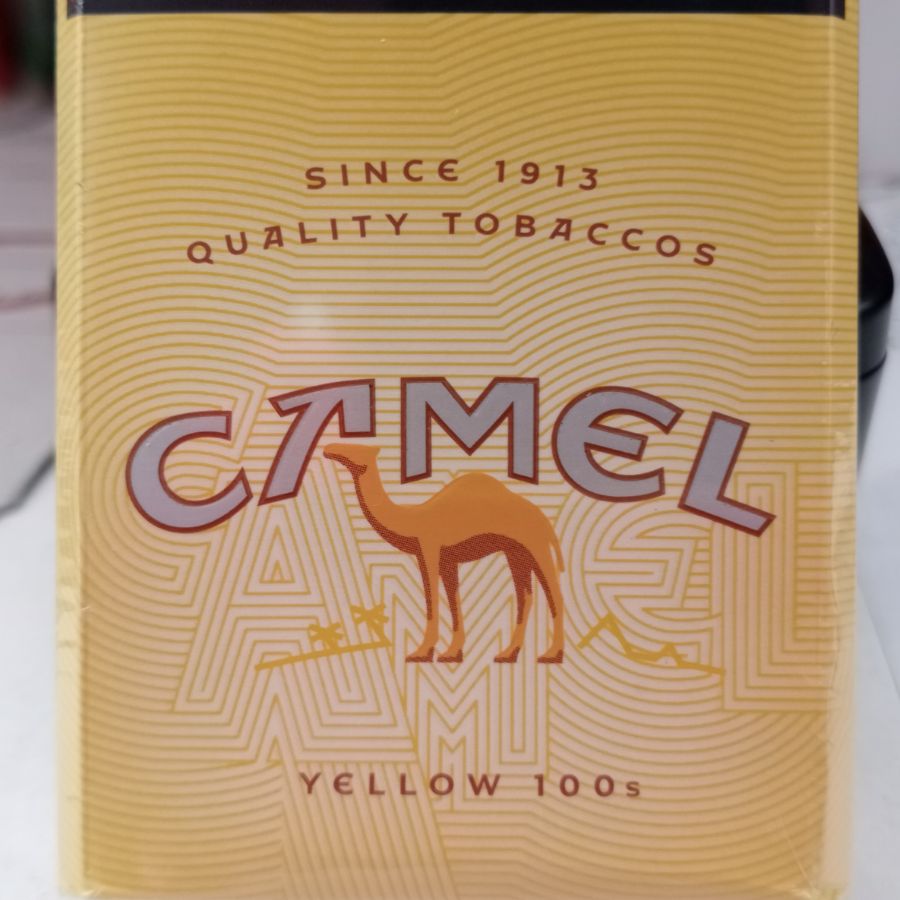 SINCE 1913
QUALITY TOBACCOS
CAMEL
YELLOW 100s